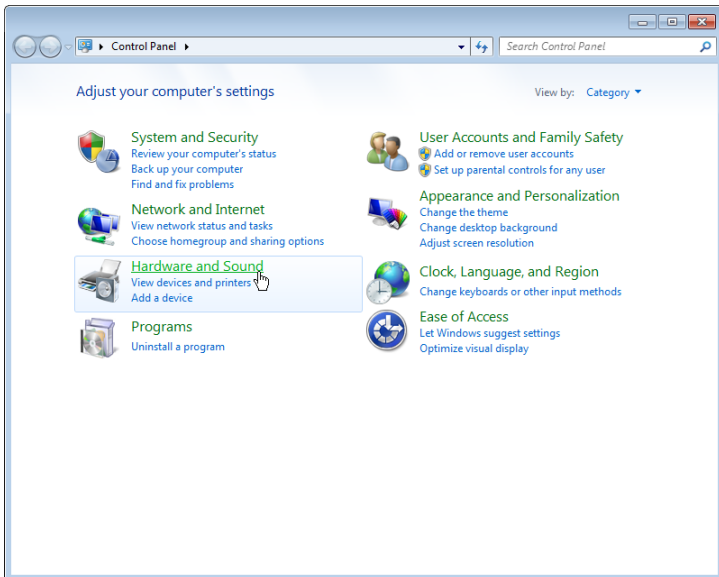 Control Panel
Search Control Panel
Adjust your computer's settings
View by: Category
System and Security
Review your computer's status
Back up your computer
Find and fix problems
Network and Internet
View network status and tasks
Choose homegroup and sharing options
Hardware and Sound
View devices and printers
Add a device
Programs
Uninstall a program
User Accounts and Family Safety
Add or remove user accounts
Set up parental controls for any user
Appearance and Personalization
Change the theme
Change desktop background
Adjust screen resolution
Clock, Language, and Region
Change keyboards or other input methods
Ease of Access
Let Windows suggest settings
Optimize visual display